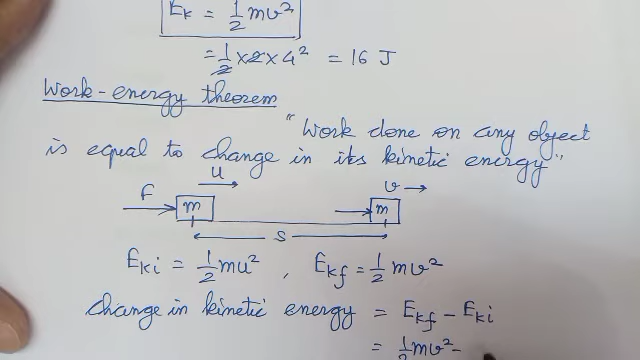 Eₖ = 1/2 mv²
= 1/2 × 2 × 4² = 16 J
Work-energy theorem
"Work done on any object
is equal to change in its kinetic energy"
F m u m v
s
Eₖᵢ = 1/2 mu² , Eₖf = 1/2 mv²
Change in kinetic energy = Eₖf - Eₖᵢ
= 1/2 mv² -